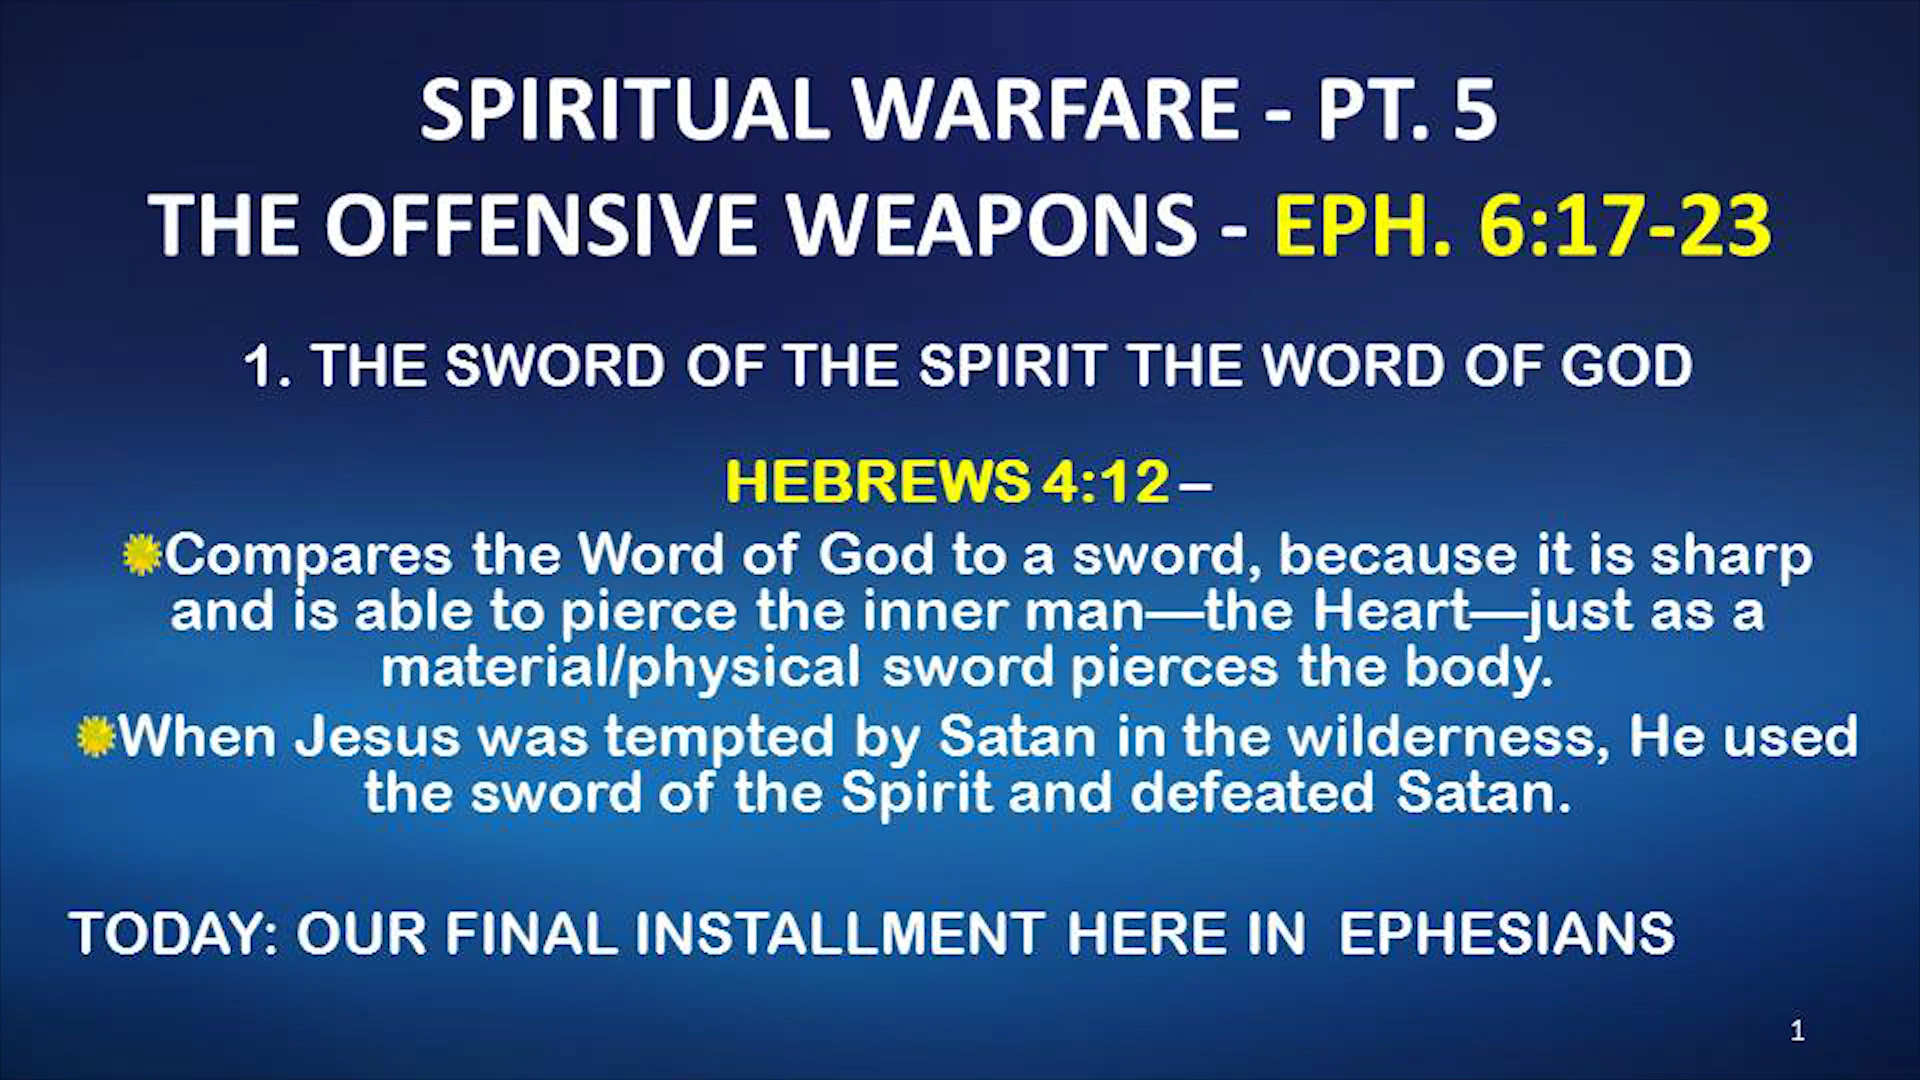 SPIRITUAL WARFARE - PT. 5
THE OFFENSIVE WEAPONS - EPH. 6:17-23
1. THE SWORD OF THE SPIRIT THE WORD OF GOD
HEBREWS 4:12 –
Compares the Word of God to a sword, because it is sharp
and is able to pierce the inner man—the Heart—just as a
material/physical sword pierces the body.
When Jesus was tempted by Satan in the wilderness, He used
the sword of the Spirit and defeated Satan.
TODAY: OUR FINAL INSTALLMENT HERE IN EPHESIANS
1